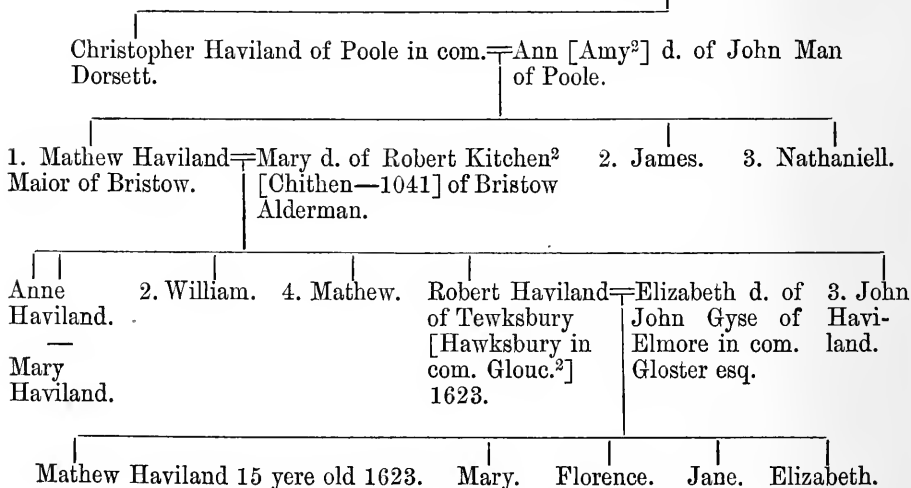 Christopher Haviland of Poole in com.=Ann [Amy²] d. of John Man
Dorsett. of Poole.
1. Mathew Haviland=Mary d. of Robert Kitchen² 2. James. 3. Nathaniell.
Maior of Bristow. [Chithen—1041] of Bristow
Alderman.
Anne 2. William. 4. Mathew. Robert Haviland=Elizabeth d. of 3. John
Haviland. of Tewksbury John Gyse of Havi-
— [Hawksbury in Elmore in com. land.
Mary com. Glouc.²] Gloster esq.
Haviland. 1623.
Mathew Haviland 15 yere old 1623. Mary. Florence. Jane. Elizabeth.